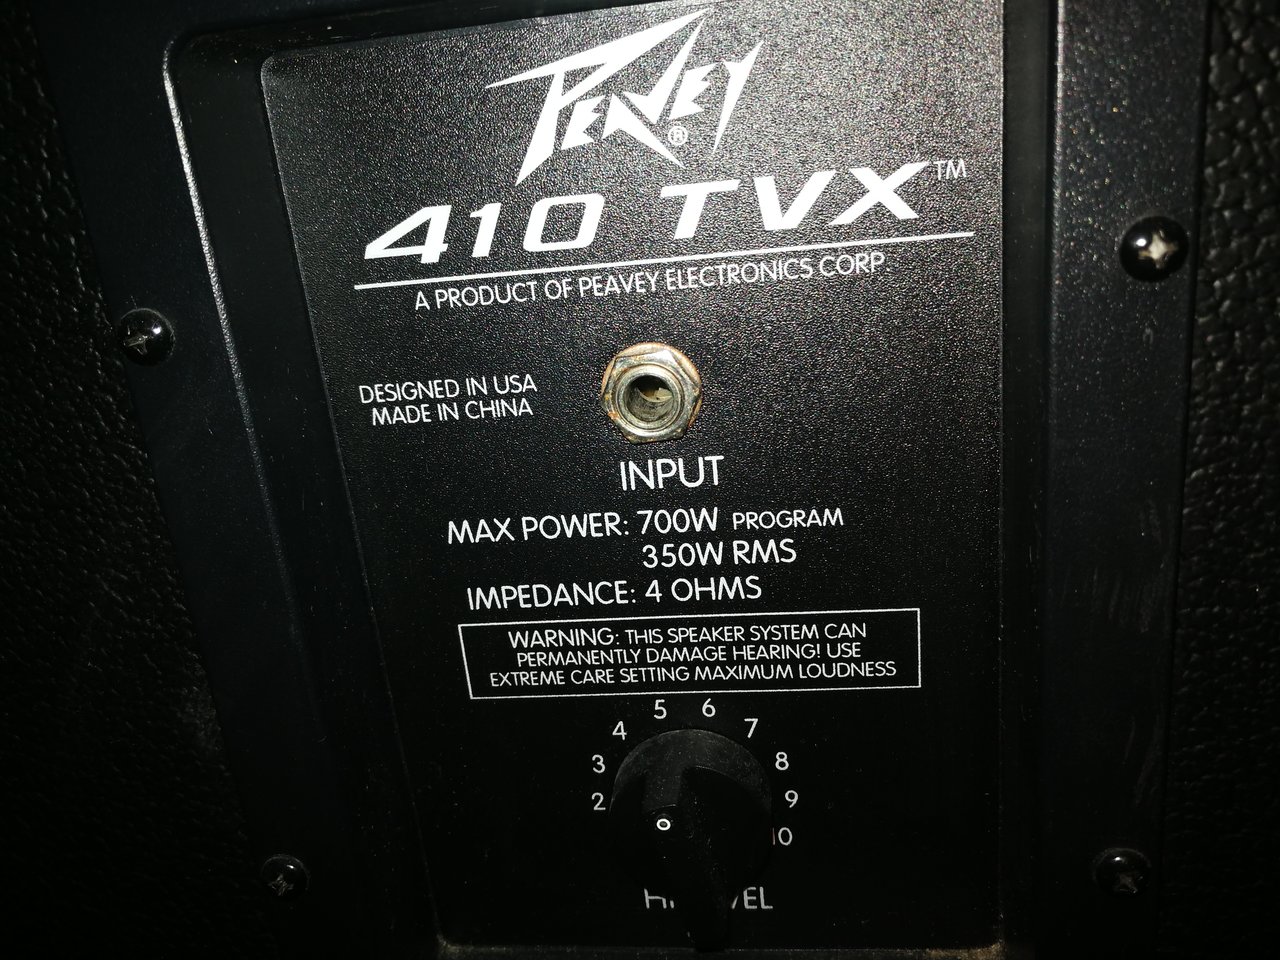 PEAVEY®
410 TVX™
A PRODUCT OF PEAVEY ELECTRONICS CORP.
DESIGNED IN USA
MADE IN CHINA
INPUT
MAX POWER: 700W PROGRAM
350W RMS
IMPEDANCE: 4 OHMS
WARNING: THIS SPEAKER SYSTEM CAN
PERMANENTLY DAMAGE HEARING! USE
EXTREME CARE SETTING MAXIMUM LOUDNESS
2 3 4 5 6 7 8 9 10